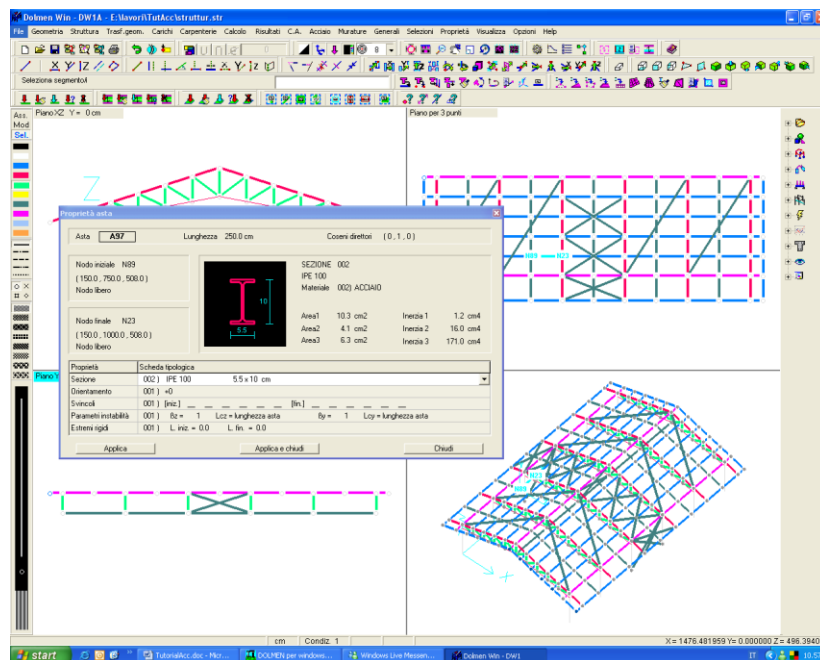 Dolmen Win - DW1A - E:\lavori\TutAcc\struttur.str
File Geometria Struttura Trasf.geom. Carichi Carpenterie Calcolo Risultati C.A. Acciaio Murature Generali Selezioni Proprietà Visualizza Opzioni Help
Seleziona segmento/I
Ass.
Mod
Sel.
Piano XZ Y = 0 cm
Piano per 3 punti
Z
Proprietà asta
Asta A97 Lunghezza 250.0 cm Coseni direttori ( 0 , 1 , 0 )
Nodo iniziale N89
( 150.0 , 750.0 , 508.0 )
Nodo libero
Nodo finale N23
( 150.0 , 1000.0 , 508.0 )
Nodo libero
10
5.5
SEZIONE 002
IPE 100
Materiale 002) ACCIAIO
Area1 10.3 cm2 Inerzia 1 1.2 cm4
Area2 4.1 cm2 Inerzia 2 16.0 cm4
Area3 6.3 cm2 Inerzia 3 171.0 cm4
Proprietà Scheda tipologica
Sezione 002 ) IPE 100 5.5 x 10 cm
Orientamento 001 ) +0
Svincoli 001 ) [iniz.] _ _ _ _ _ _ [fin.] _ _ _ _ _ _
Parametri instabilità 001 ) Bz = 1 Lcz = lunghezza asta By = 1 Lcy = lunghezza asta
Estremi rigidi 001 ) L. iniz. = 0.0 L. fin. = 0.0
Applica Applica e chiudi Chiudi
N89 N23
Piano Y
N23
N89
X
cm Condiz. 1 X = 1476.481959 Y= 0.000000 Z = 496.3940
start TutorialAcc.doc - Micr... DOLMEN per windows... Windows Live Messen... Dolmen Win - DW1 IT 10.53